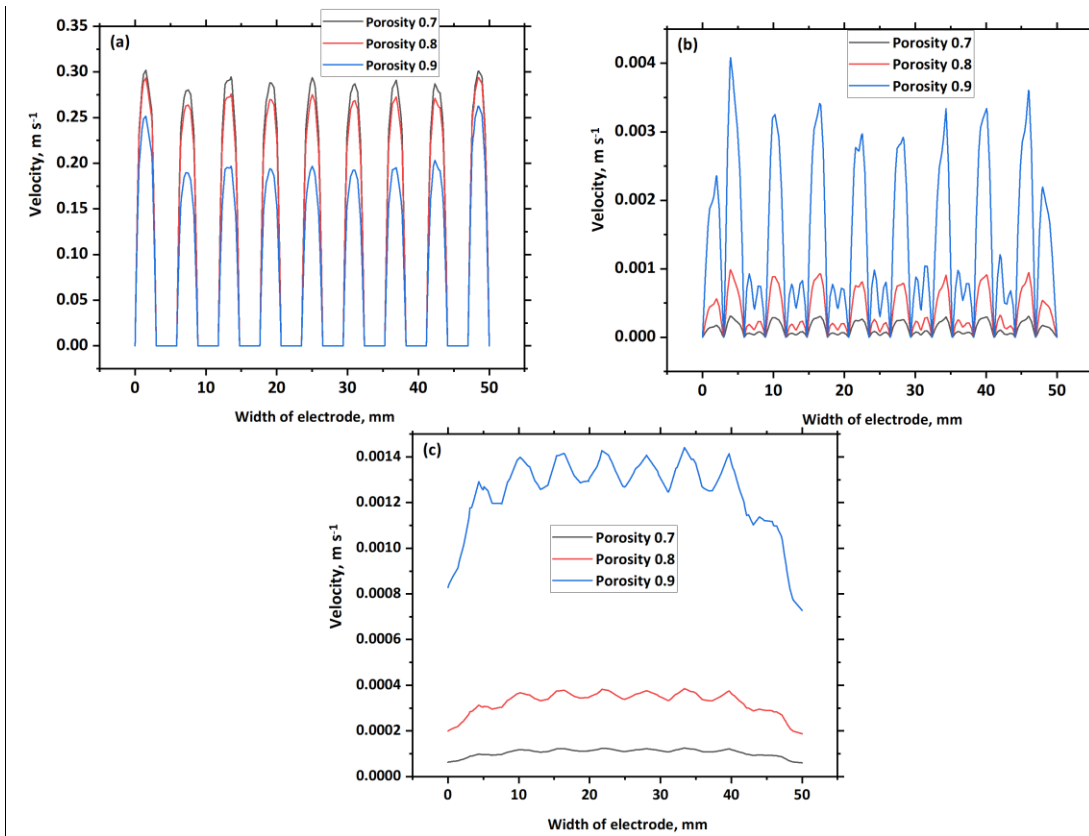 (a)
Porosity 0.7
Porosity 0.8
Porosity 0.9
Velocity, m s-1
0.35
0.30
0.25
0.20
0.15
0.10
0.05
0.00
0 10 20 30 40 50
Width of electrode, mm
(b)
Porosity 0.7
Porosity 0.8
Porosity 0.9
Velocity, m s-1
0.004
0.003
0.002
0.001
0.000
0 10 20 30 40 50
Width of electrode, mm
(c)
Porosity 0.7
Porosity 0.8
Porosity 0.9
Velocity, m s-1
0.0014
0.0012
0.0010
0.0008
0.0006
0.0004
0.0002
0.0000
0 10 20 30 40 50
Width of electrode, mm